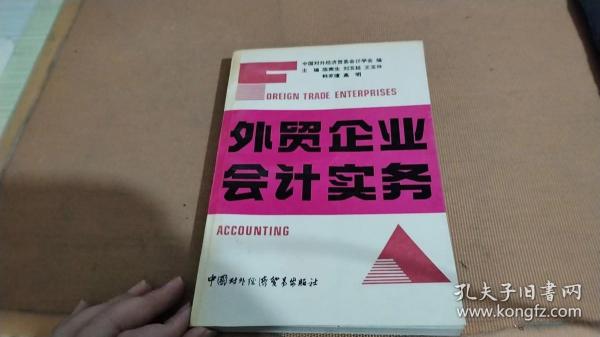 中国对外经济贸易会计学会 编
FOREIGN TRADE ENTERPRISES
外贸企业
会计实务
ACCOUNTING
中国对外经济贸易出版社
孔夫子旧书网
www.kongfz.com